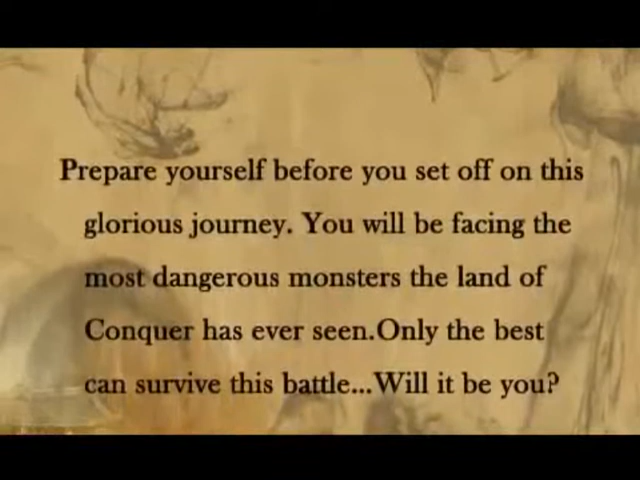 Prepare yourself before you set off on this
glorious journey. You will be facing the
most dangerous monsters the land of
Conquer has ever seen.Only the best
can survive this battle...Will it be you?